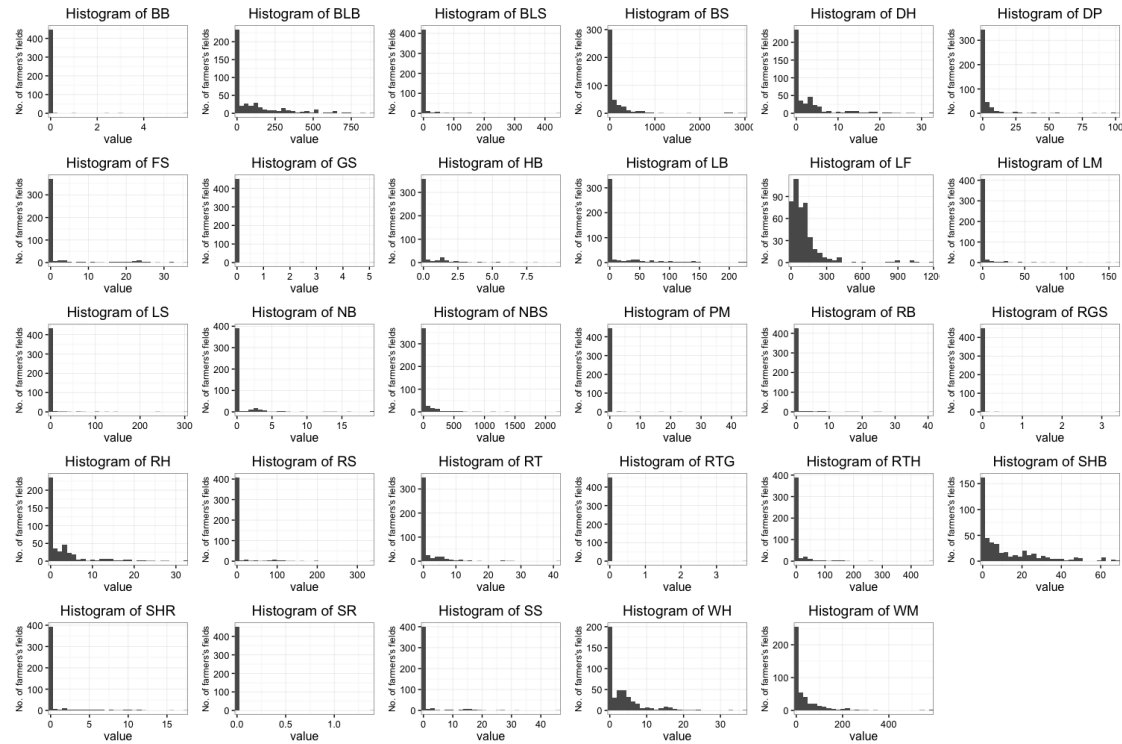 Histogram of BB
No. of farmers's fields
400
300
200
100
0
0 2 4
value
Histogram of BLB
No. of farmers's fields
200
150
100
50
0
0 250 500 750
value
Histogram of BLS
No. of farmers's fields
400
300
200
100
0
0 100 200 300 400
value
Histogram of BS
No. of farmers's fields
300
200
100
0
0 1000 2000 3000
value
Histogram of DH
No. of farmers's fields
200
150
100
50
0
0 10 20 30
value
Histogram of DP
No. of farmers's fields
300
200
100
0
0 25 50 75 100
value
Histogram of FS
No. of farmers's fields
300
200
100
0
0 10 20 30
value
Histogram of GS
No. of farmers's fields
400
300
200
100
0
0 1 2 3 4 5
value
Histogram of HB
No. of farmers's fields
300
200
100
0
0.0 2.5 5.0 7.5
value
Histogram of LB
No. of farmers's fields
300
200
100
0
0 50 100 150 200
value
Histogram of LF
No. of farmers's fields
90
60
30
0
0 300 600 900 120
value
Histogram of LM
No. of farmers's fields
400
300
200
100
0
0 50 100 150
value
Histogram of LS
No. of farmers's fields
400
300
200
100
0
0 100 200 300
value
Histogram of NB
No. of farmers's fields
400
300
200
100
0
0 5 10 15
value
Histogram of NBS
No. of farmers's fields
300
200
100
0
0 500 1000 1500 2000
value
Histogram of PM
No. of farmers's fields
400
300
200
100
0
0 10 20 30 40
value
Histogram of RB
No. of farmers's fields
400
300
200
100
0
0 10 20 30 40
value
Histogram of RGS
No. of farmers's fields
400
300
200
100
0
0 1 2 3
value
Histogram of RH
No. of farmers's fields
200
150
100
50
0
0 10 20 30
value
Histogram of RS
No. of farmers's fields
400
300
200
100
0
0 100 200 300
value
Histogram of RT
No. of farmers's fields
300
200
100
0
0 10 20 30 40
value
Histogram of RTG
No. of farmers's fields
400
300
200
100
0
0 1 2 3
value
Histogram of RTH
No. of farmers's fields
400
300
200
100
0
0 100 200 300 400
value
Histogram of SHB
No. of farmers's fields
150
100
50
0
0 20 40 60
value
Histogram of SHR
No. of farmers's fields
400
300
200
100
0
0 5 10 15
value
Histogram of SR
No. of farmers's fields
400
300
200
100
0
0.0 0.5 1.0
value
Histogram of SS
No. of farmers's fields
400
300
200
100
0
0 10 20 30 40
value
Histogram of WH
No. of farmers's fields
200
150
100
50
0
0 10 20 30
value
Histogram of WM
No. of farmers's fields
200
100
0
0 200 400
value